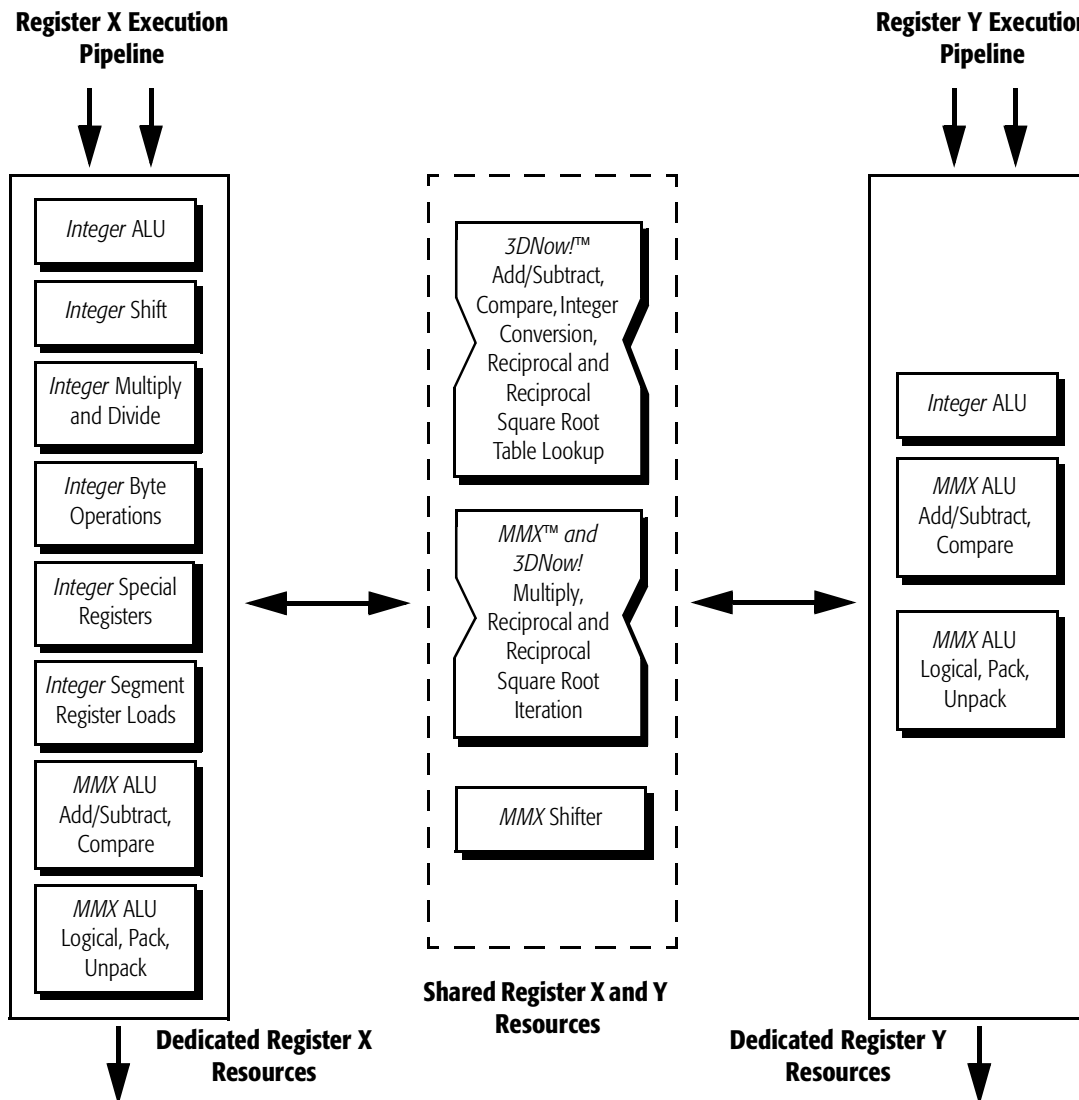 Register X Execution
Pipeline
Register Y Execution
Pipeline
Integer ALU
Integer Shift
Integer Multiply
and Divide
Integer Byte
Operations
Integer Special
Registers
Integer Segment
Register Loads
MMX ALU
Add/Subtract,
Compare
MMX ALU
Logical, Pack,
Unpack
3DNow!™
Add/Subtract,
Compare, Integer
Conversion,
Reciprocal and
Reciprocal
Square Root
Table Lookup
MMX™ and
3DNow!
Multiply,
Reciprocal and
Reciprocal
Square Root
Iteration
MMX Shifter
Integer ALU
MMX ALU
Add/Subtract,
Compare
MMX ALU
Logical, Pack,
Unpack
Shared Register X and Y
Resources
Dedicated Register X
Resources
Dedicated Register Y
Resources